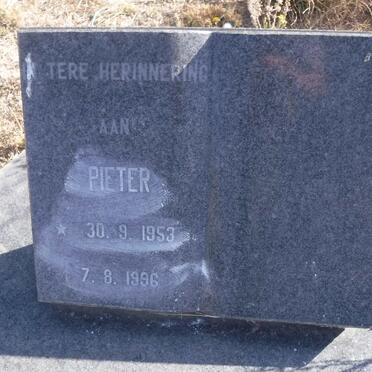 TERE HERINNERING
AAN
PIETER
* 30. 9. 1953
7. 8. 1996